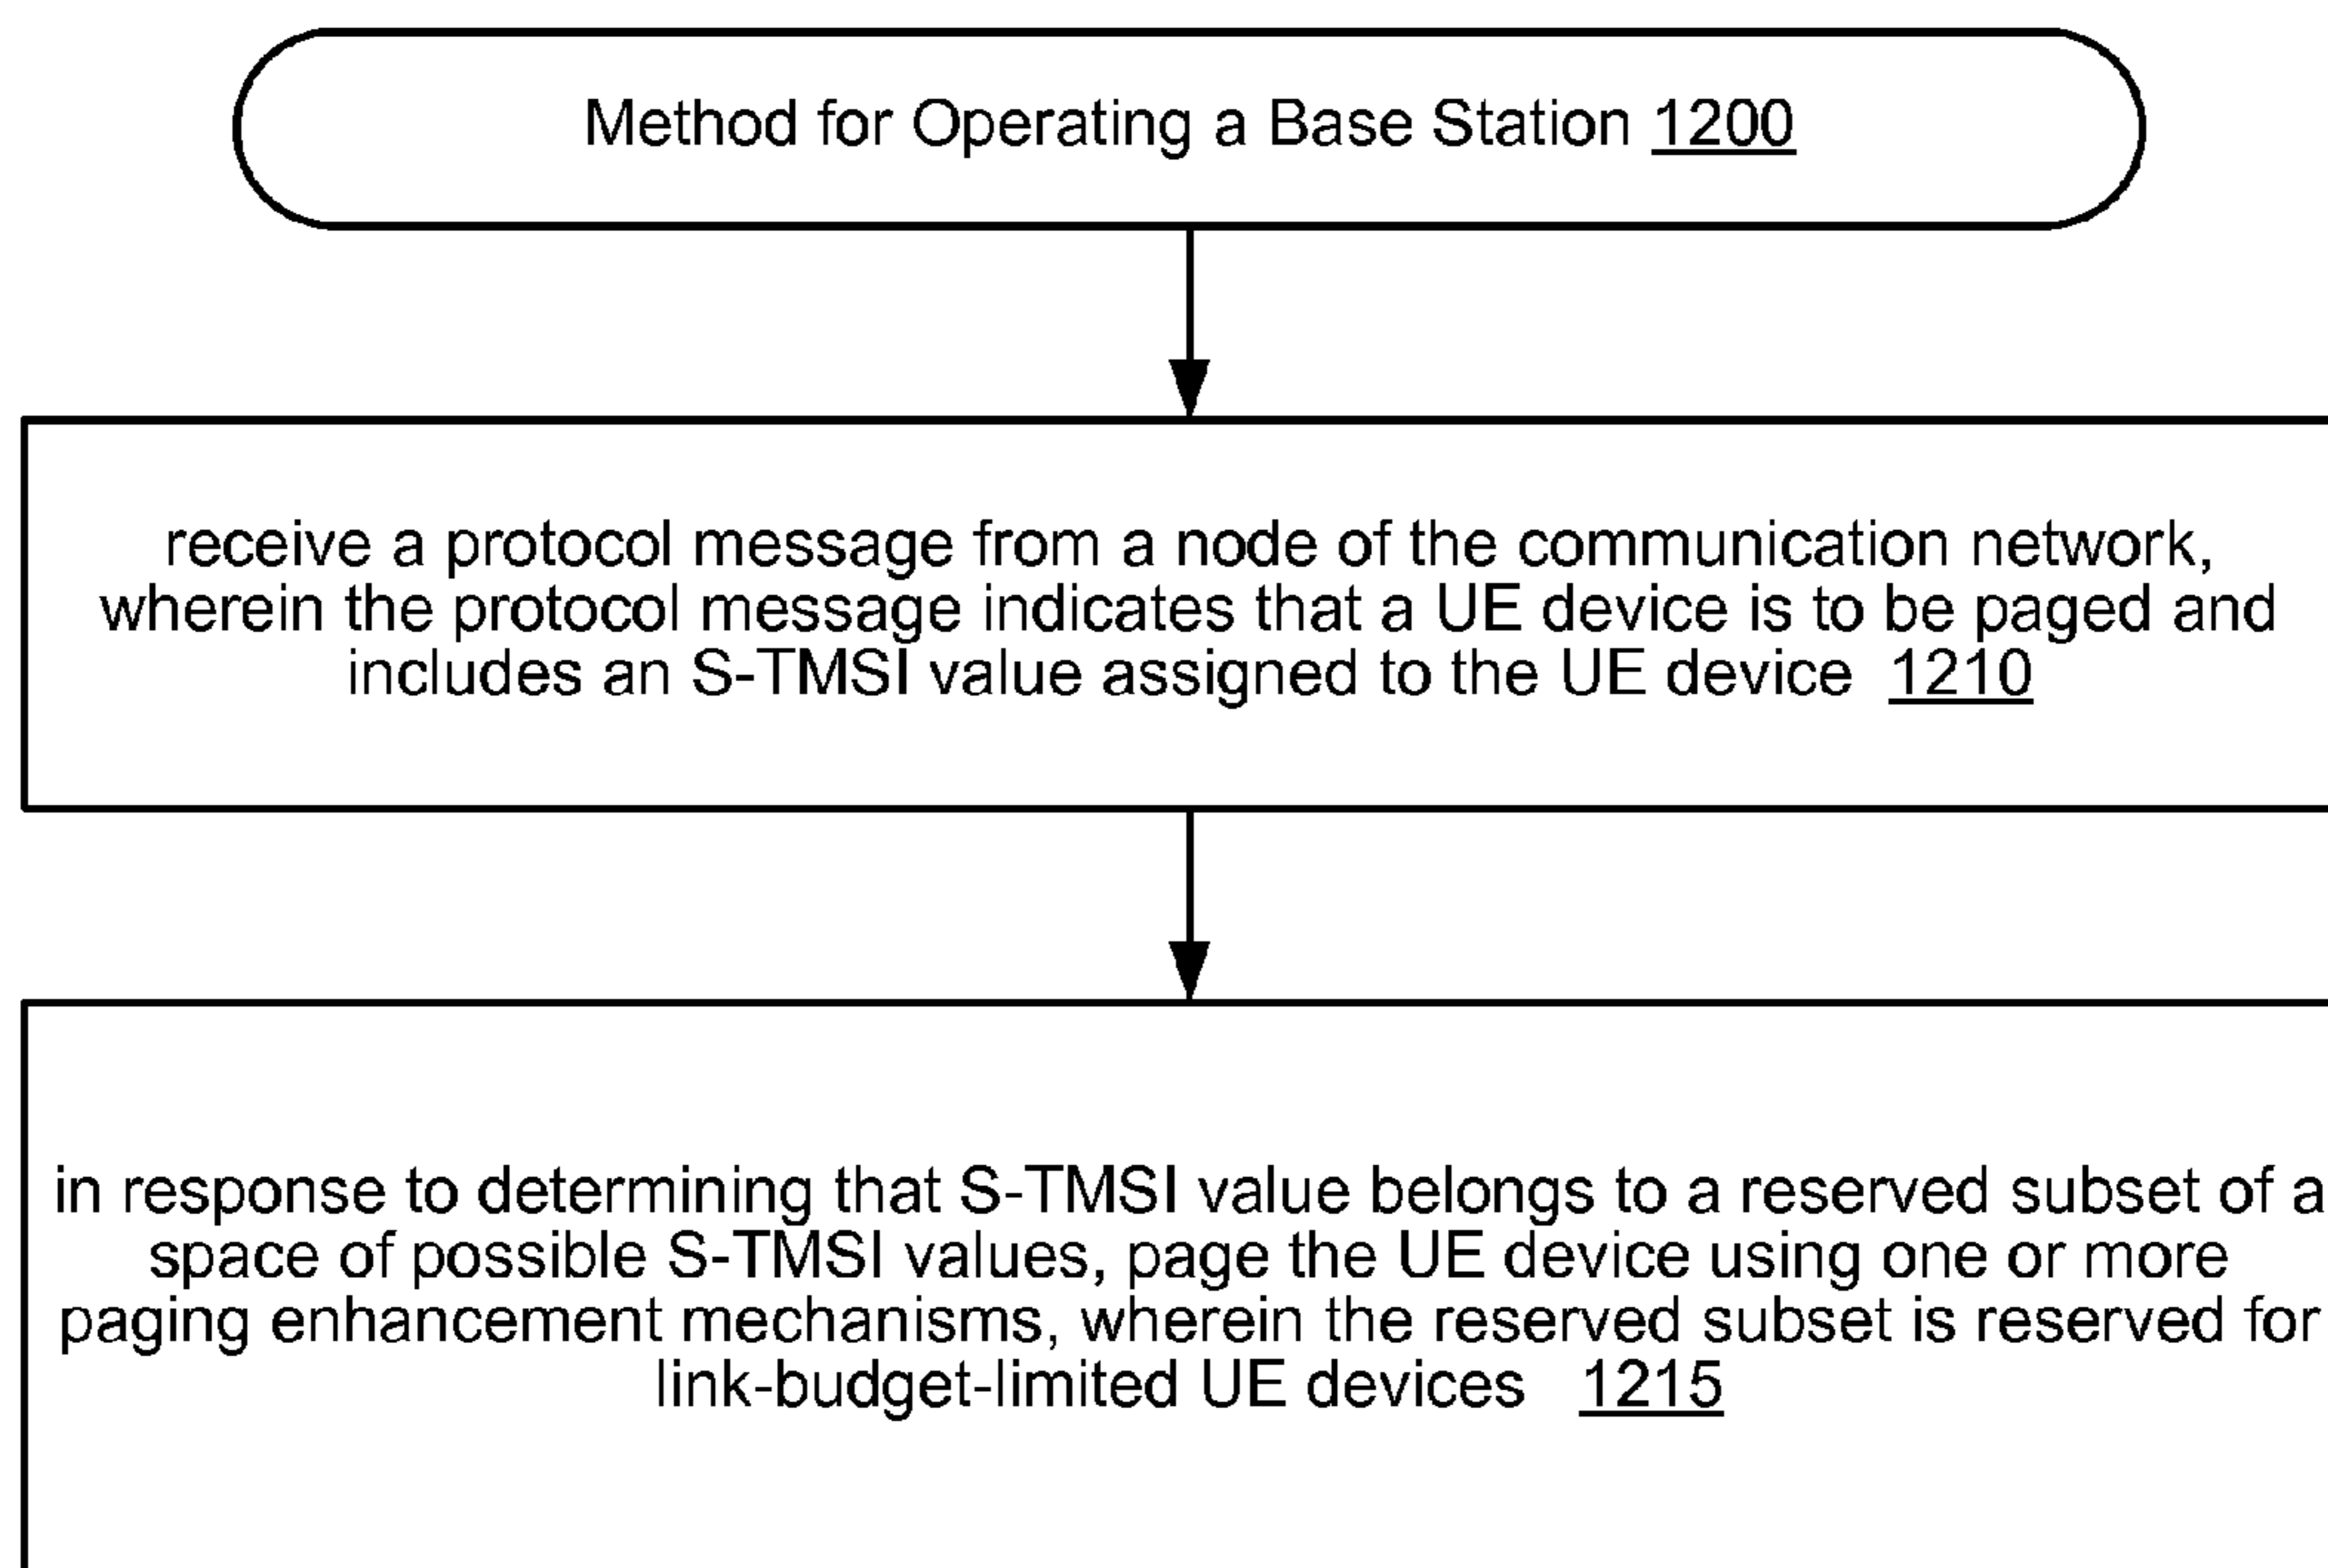 Method for Operating a Base Station 1200
receive a protocol message from a node of the communication network,
wherein the protocol message indicates that a UE device is to be paged and
includes an S-TMSI value assigned to the UE device 1210
in response to determining that S-TMSI value belongs to a reserved subset of a
space of possible S-TMSI values, page the UE device using one or more
paging enhancement mechanisms, wherein the reserved subset is reserved for
link-budget-limited UE devices 1215